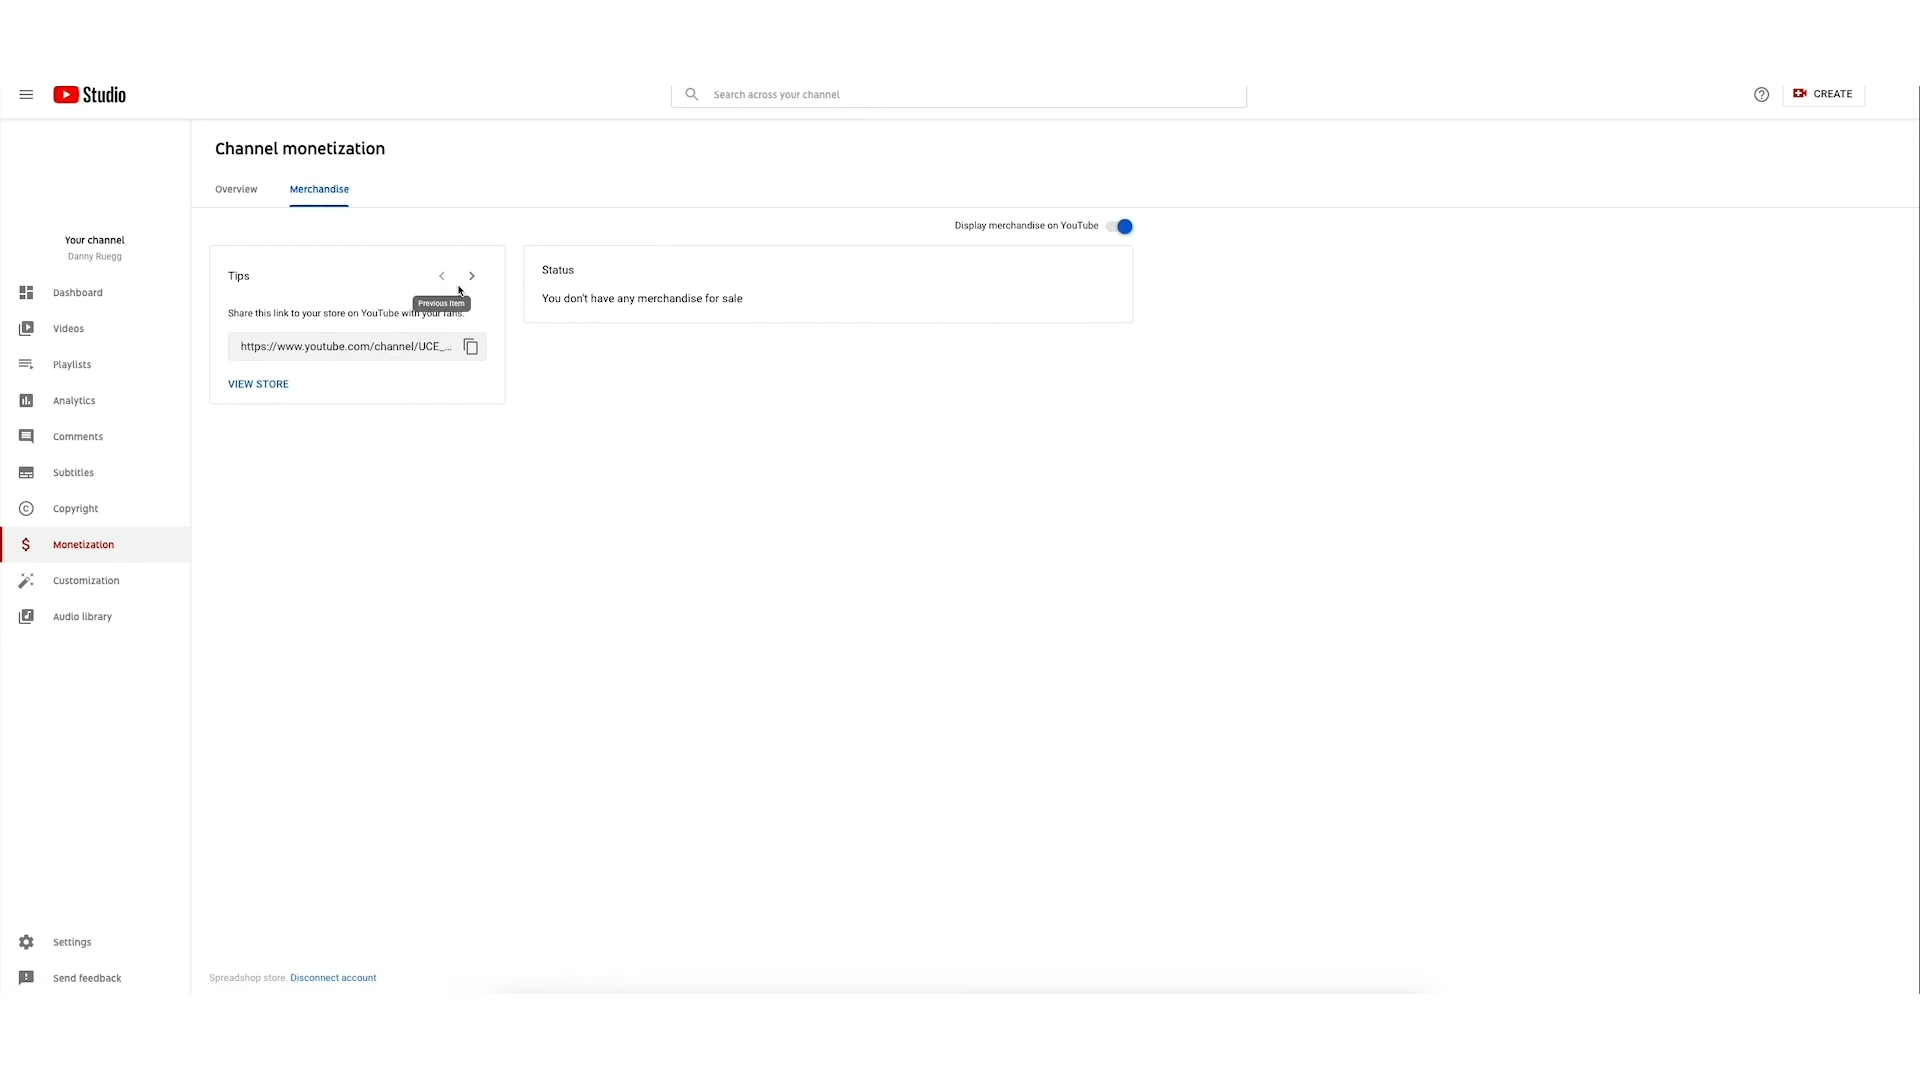 Studio
Search across your channel
CREATE
Channel monetization
Overview
Merchandise
Display merchandise on YouTube
Your channel
Danny Ruegg
Dashboard
Videos
Playlists
Analytics
Comments
Subtitles
Copyright
Monetization
Customization
Audio library
Settings
Send feedback
Tips
Previous item
Share this link to your store on YouTube with your fans.
https://www.youtube.com/channel/UCE_...
VIEW STORE
Status
You don't have any merchandise for sale
Spreadshop store. Disconnect account